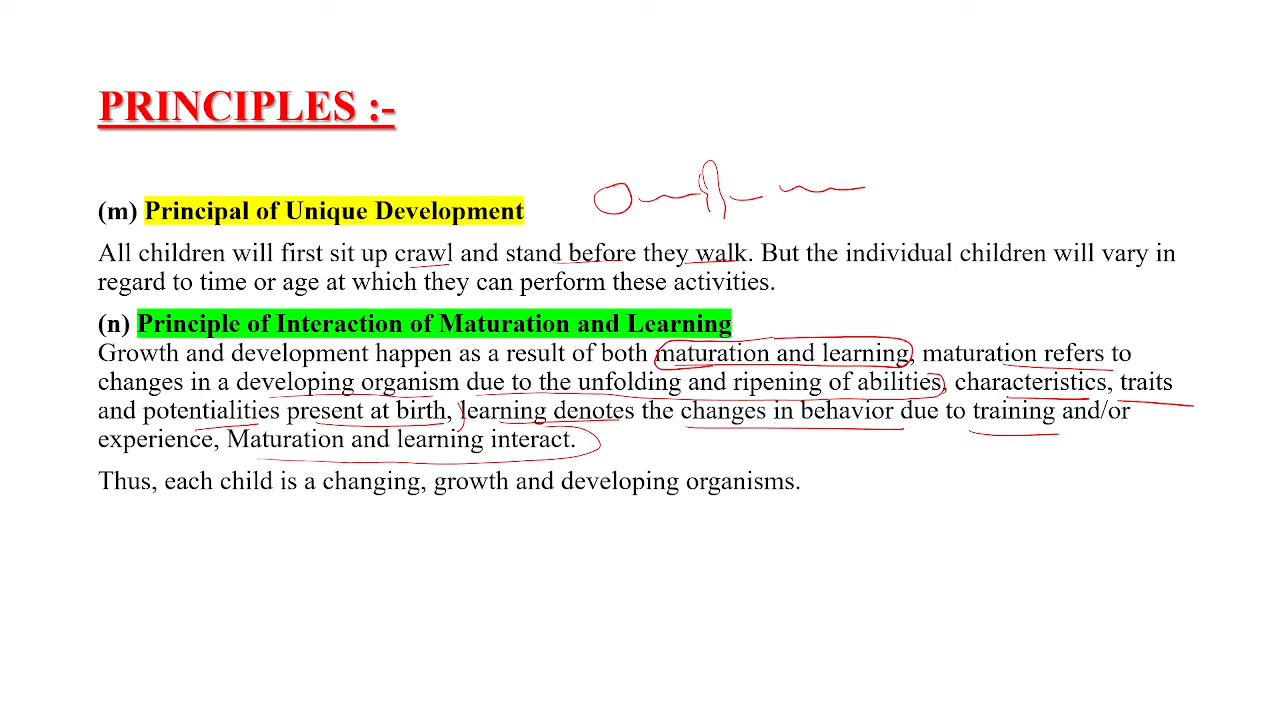 PRINCIPLES :-
(m) Principal of Unique Development
All children will first sit up crawl and stand before they walk. But the individual children will vary in
regard to time or age at which they can perform these activities.
(n) Principle of Interaction of Maturation and Learning
Growth and development happen as a result of both maturation and learning, maturation refers to
changes in a developing organism due to the unfolding and ripening of abilities, characteristics, traits
and potentialities present at birth, learning denotes the changes in behavior due to training and/or
experience, Maturation and learning interact.
Thus, each child is a changing, growth and developing organisms.